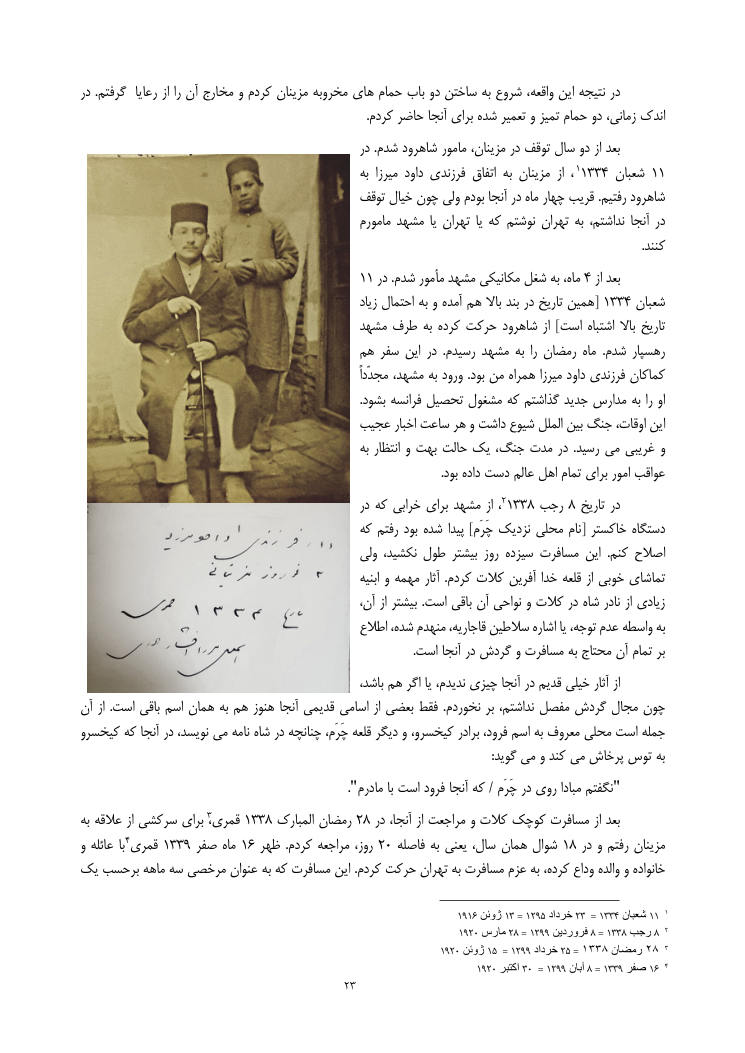 در نتیجه این واقعه، شروع به ساختن دو باب حمام های مخروبه مزینان کردم و مخارج آن را از رعایا گرفتم. در
اندک زمانی، دو حمام تمیز و تعمیر شده برای آنجا حاضر کردم.
بعد از دو سال توقف در مزینان، مامور شاهرود شدم. در
۱۱ شعبان ۱۳۳۴۱، از مزینان به اتفاق فرزندی داود میرزا به
شاهرود رفتیم. قریب چهار ماه در آنجا بودم ولی چون خیال توقف
در آنجا نداشتم، به تهران نوشتم که یا تهران یا مشهد مامورم
کنند.
بعد از ۴ ماه، به شغل مکانیکی مشهد مأمور شدم. در ۱۱
شعبان ۱۳۳۴ [همین تاریخ در بند بالا هم آمده و به احتمال زیاد
تاریخ بالا اشتباه است] از شاهرود حرکت کرده به طرف مشهد
رهسپار شدم. ماه رمضان را به مشهد رسیدم. در این سفر هم
کماکان فرزندی داود میرزا همراه من بود. ورود به مشهد، مجدّداً
او را به مدارس جدید گذاشتم که مشغول تحصیل فرانسه بشود.
این اوقات، جنگ بین الملل شیوع داشت و هر ساعت اخبار عجیب
و غریبی می رسید. در مدت جنگ، یک حالت بهت و انتظار به
عواقب امور برای تمام اهل عالم دست داده بود.
در تاریخ ۸ رجب ۱۳۳۸۲، از مشهد برای خرابی که در
دستگاه خاکستر [نام محلی نزدیک چَرَم] پیدا شده بود رفتم که
اصلاح کنم. این مسافرت سیزده روز بیشتر طول نکشید، ولی
تماشای خوبی از قلعه خدا آفرین کلات کردم. آثار مهمه و ابنیه
زیادی از نادر شاه در کلات و نواحی آن باقی است. بیشتر از آن،
به واسطه عدم توجه، یا اشاره سلاطین قاجاریه، منهدم شده، اطلاع
بر تمام آن محتاج به مسافرت و گردش در آنجا است.
از آثار خیلی قدیم در آنجا چیزی ندیدم، یا اگر هم باشد،
چون مجال گردش مفصل نداشتم، بر نخوردم. فقط بعضی از اسامی قدیمی آنجا هنوز هم به همان اسم باقی است. از آن
جمله است محلی معروف به اسم فرود، برادر کیخسرو، و دیگر قلعه چَرَم، چنانچه در شاه نامه می نویسد، در آنجا که کیخسرو
به توس پرخاش می کند و می گوید:
"نگفتم مبادا روی در چَرَم / که آنجا فرود است با مادرم".
بعد از مسافرت کوچک کلات و مراجعت از آنجا، در ۲۸ رمضان المبارک ۱۳۳۸ قمری،۳ برای سرکشی از علاقه به
مزینان رفتم و در ۱۸ شوال همان سال، یعنی به فاصله ۲۰ روز، مراجعه کردم. ظهر ۱۶ ماه صفر ۱۳۳۹ قمری۴با عائله و
خانواده و والده وداع کرده، به عزم مسافرت به تهران حرکت کردم. این مسافرت که به عنوان مرخصی سه ماهه برحسب یک
۱ ۱۱ شعبان ۱۳۳۴ = ۲۳ خرداد ۱۲۹۵ = ۱۳ ژوئن ۱۹۱۶
۲ ۸ رجب ۱۳۳۸ = ۸ فروردین ۱۲۹۹ = ۲۸ مارس ۱۹۲۰
۳ ۲۸ رمضان ۱۳۳۸ = ۲۵ خرداد ۱۲۹۹ = ۱۵ ژوئن ۱۹۲۰
۴ ۱۶ صفر ۱۳۳۹ = ۸ آبان ۱۲۹۹ = ۳۰ اکتبر ۱۹۲۰
۲۳